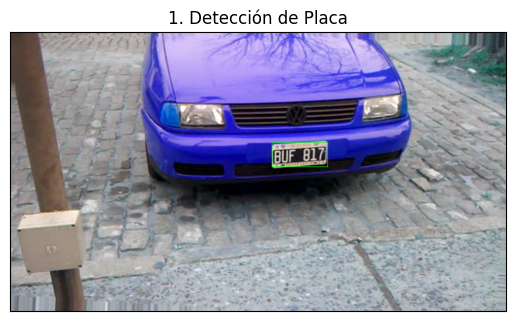 1. Detección de Placa
BUF 817